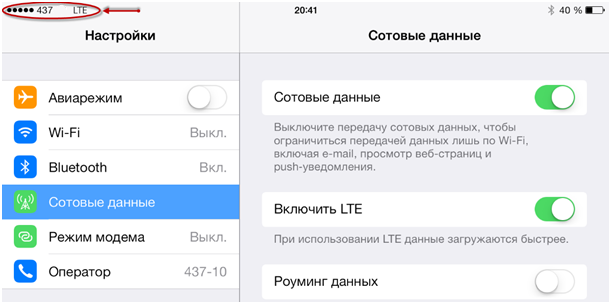 437 LTE 20:41 40 %
Настройки
Сотовые данные
Авиарежим
Wi-Fi Выкл.
Bluetooth Вкл.
Сотовые данные
Режим модема Выкл.
Оператор 437-10
Сотовые данные
Выключите передачу сотовых данных, чтобы
ограничиться передачей данных лишь по Wi-Fi,
включая e-mail, просмотр веб-страниц и
push-уведомления.
Включить LTE
При использовании LTE данные загружаются быстрее.
Роуминг данных